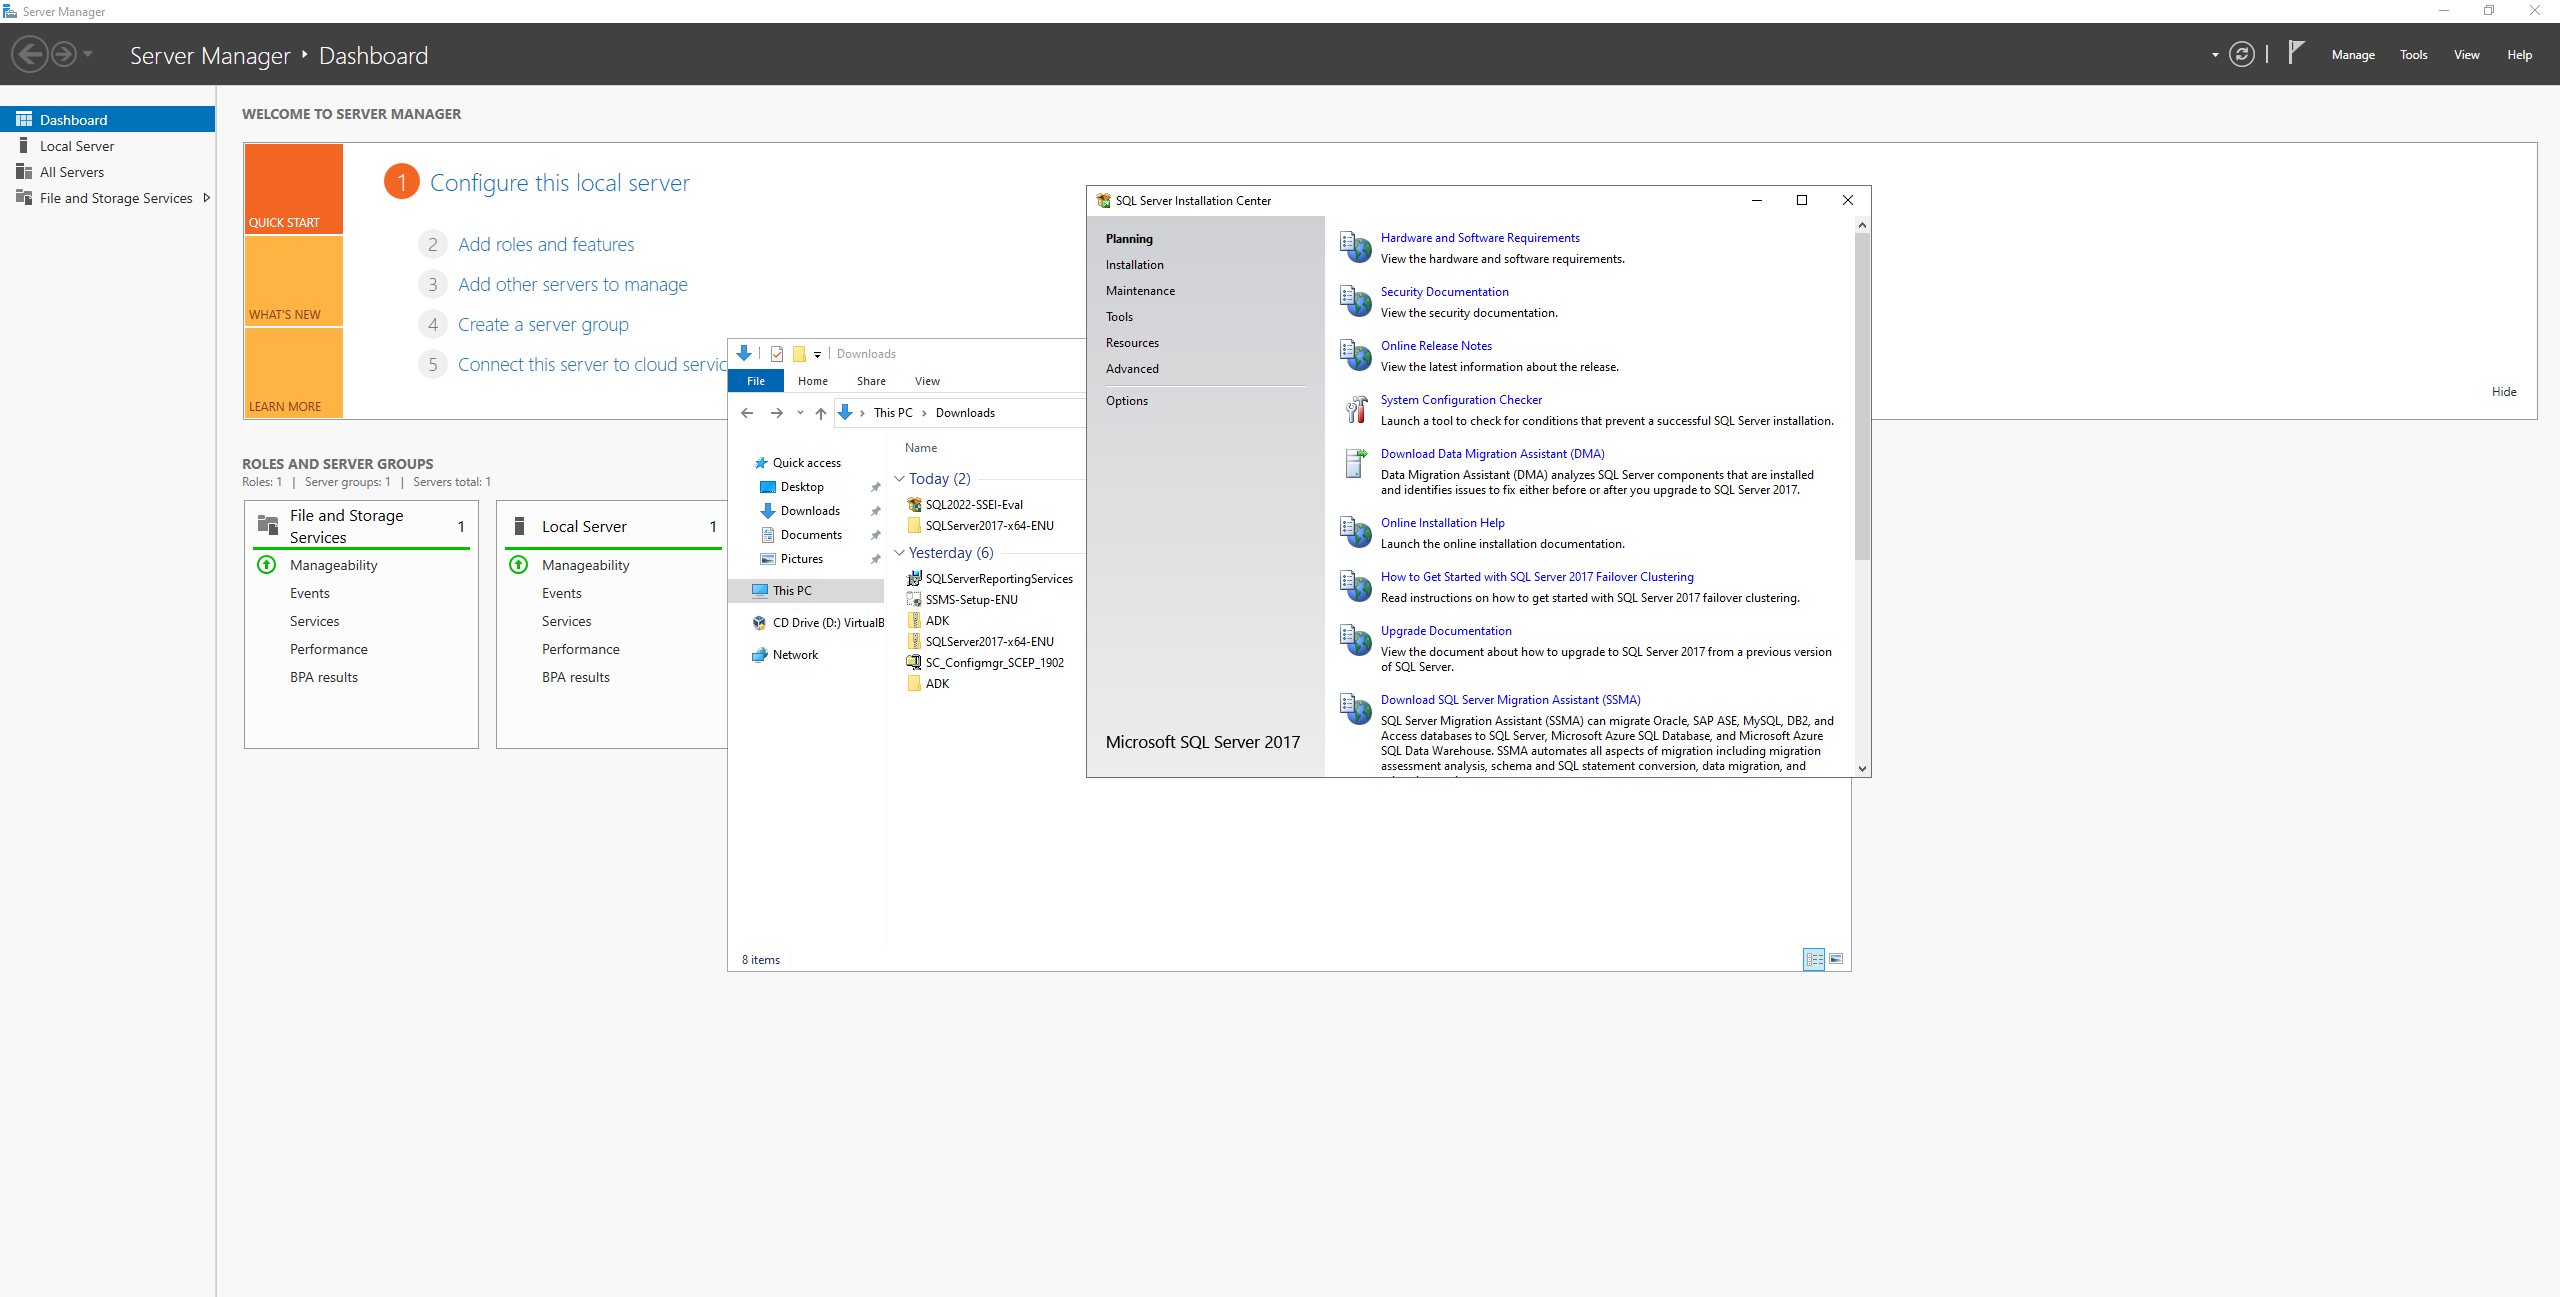 Server Manager
Server Manager
Dashboard
Manage
Tools
View
Help
Dashboard
Local Server
All Servers
File and Storage Services
WELCOME TO SERVER MANAGER
QUICK START
WHAT'S NEW
LEARN MORE
1 Configure this local server
2 Add roles and features
3 Add other servers to manage
4 Create a server group
5 Connect this server to cloud servic
Hide
ROLES AND SERVER GROUPS
Roles: 1 | Server groups: 1 | Servers total: 1
File and Storage Services
1
Manageability
Events
Services
Performance
BPA results
Local Server
1
Manageability
Events
Services
Performance
BPA results
Downloads
File
Home
Share
View
This PC
Downloads
Name
Quick access
Desktop
Downloads
Documents
Pictures
This PC
CD Drive (D:) VirtualB
Network
Today (2)
SQL2022-SSEI-Eval
SQLServer2017-x64-ENU
Yesterday (6)
SQLServerReportingServices
SSMS-Setup-ENU
ADK
SQLServer2017-x64-ENU
SC_Configmgr_SCEP_1902
ADK
8 items
SQL Server Installation Center
Planning
Installation
Maintenance
Tools
Resources
Advanced
Options
Microsoft SQL Server 2017
Hardware and Software Requirements
View the hardware and software requirements.
Security Documentation
View the security documentation.
Online Release Notes
View the latest information about the release.
System Configuration Checker
Launch a tool to check for conditions that prevent a successful SQL Server installation.
Download Data Migration Assistant (DMA)
Data Migration Assistant (DMA) analyzes SQL Server components that are installed
and identifies issues to fix either before or after you upgrade to SQL Server 2017.
Online Installation Help
Launch the online installation documentation.
How to Get Started with SQL Server 2017 Failover Clustering
Read instructions on how to get started with SQL Server 2017 failover clustering.
Upgrade Documentation
View the document about how to upgrade to SQL Server 2017 from a previous version
of SQL Server.
Download SQL Server Migration Assistant (SSMA)
SQL Server Migration Assistant (SSMA) can migrate Oracle, SAP ASE, MySQL, DB2, and
Access databases to SQL Server, Microsoft Azure SQL Database, and Microsoft Azure
SQL Data Warehouse. SSMA automates all aspects of migration including migration
assessment analysis, schema and SQL statement conversion, data migration, and